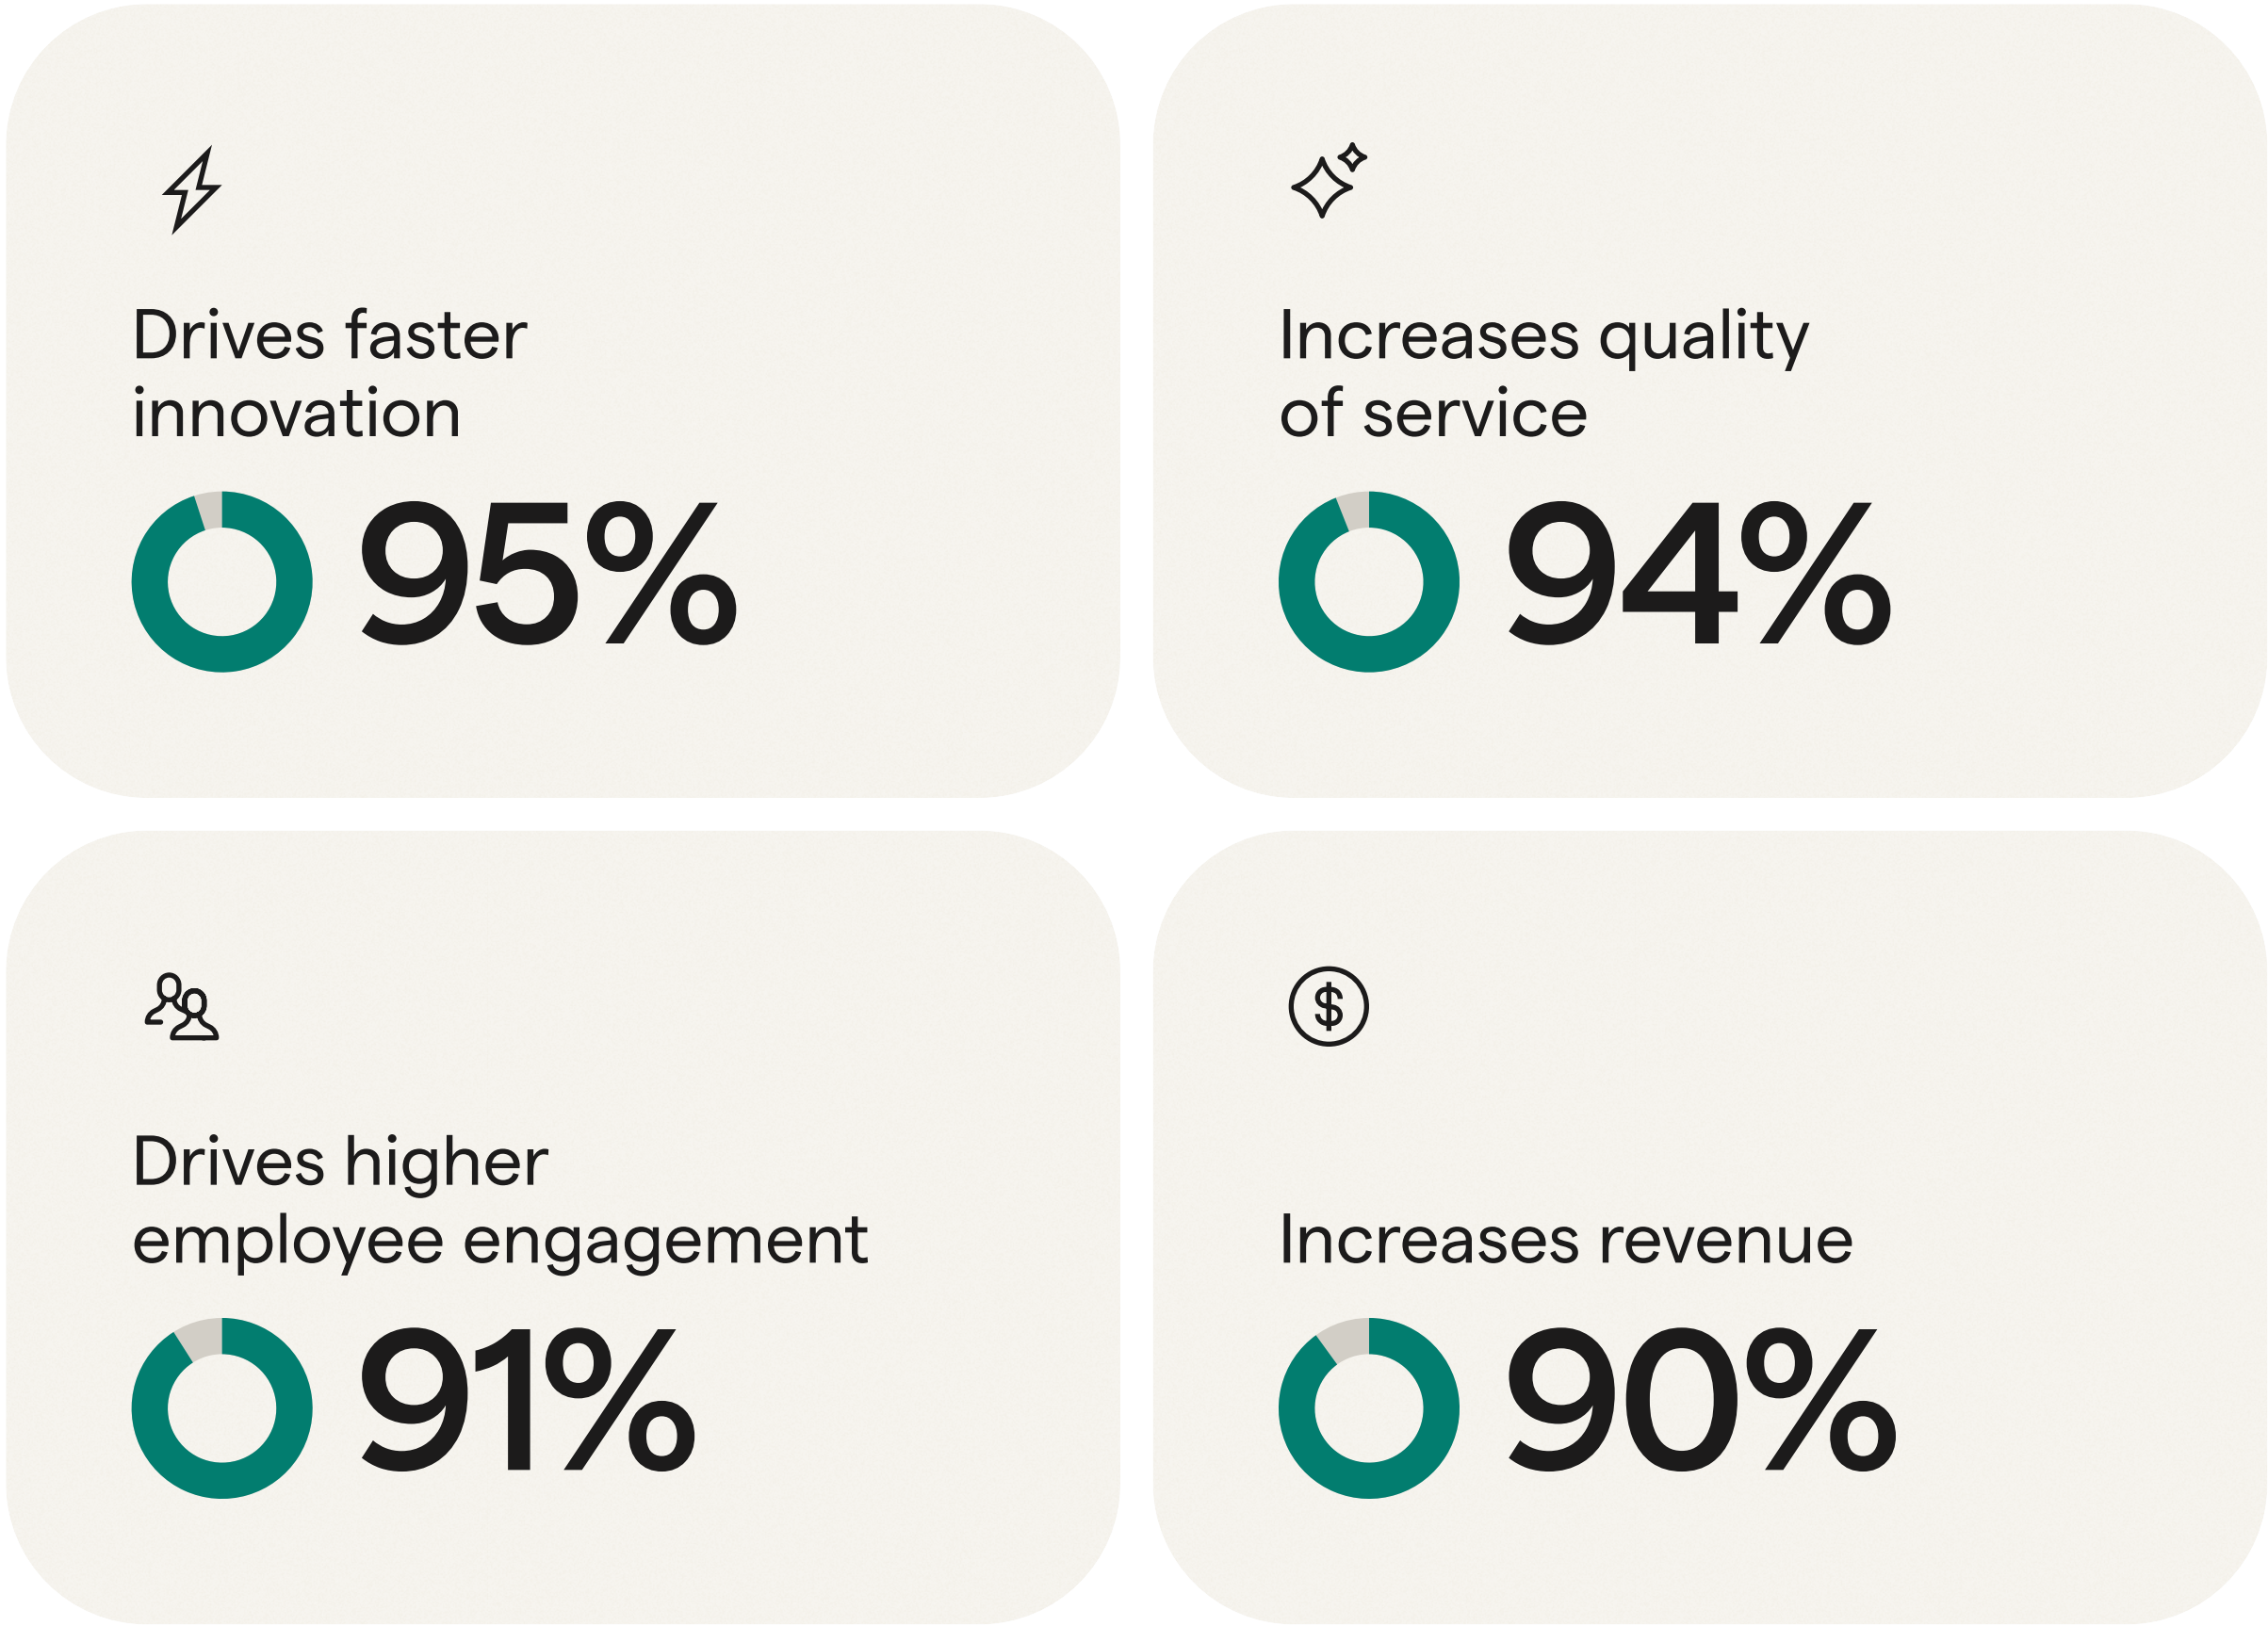 Drives faster
innovation
95%
Increases quality
of service
94%
Drives higher
employee engagement
91%
$
Increases revenue
90%